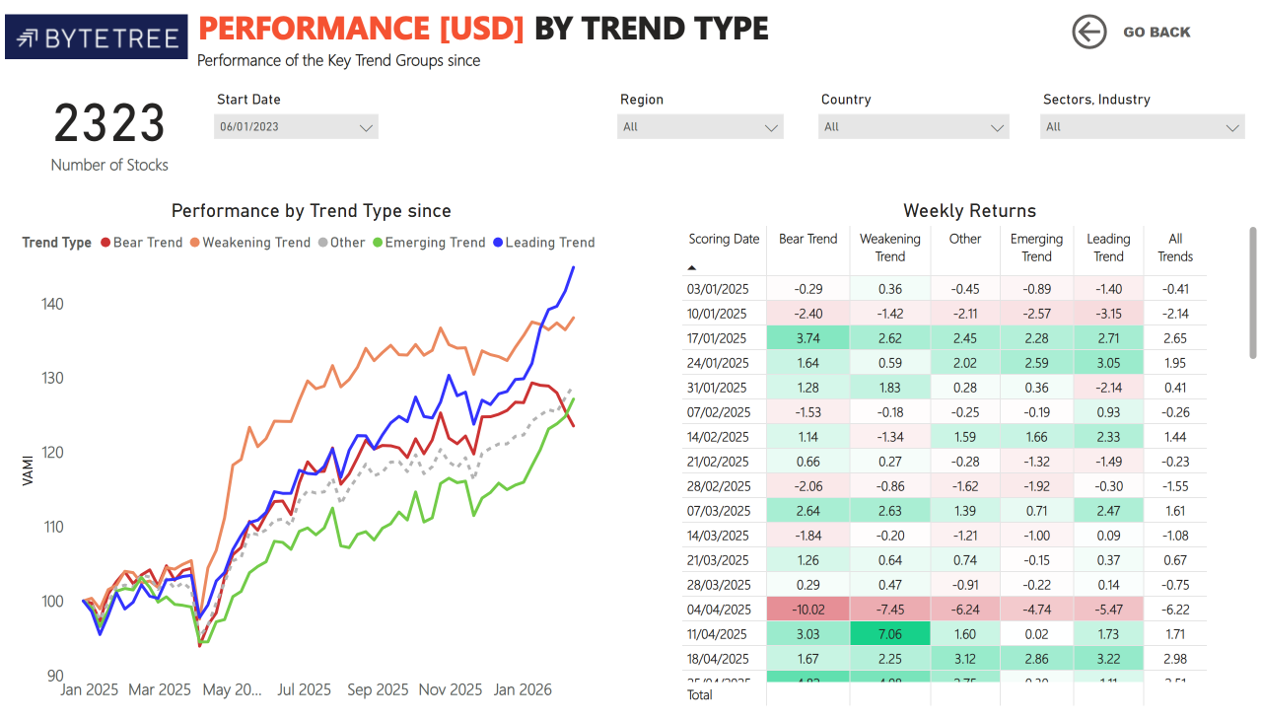 BYTETREE
PERFORMANCE [USD] BY TREND TYPE
Performance of the Key Trend Groups since
GO BACK
2323
Number of Stocks
Start Date
06/01/2023
Region
All
Country
All
Sectors, Industry
All
Performance by Trend Type since
Trend Type Bear Trend Weakening Trend Other Emerging Trend Leading Trend
VAMI
140
130
120
110
100
90
Jan 2025 Mar 2025 May 20... Jul 2025 Sep 2025 Nov 2025 Jan 2026
Weekly Returns
Scoring Date Bear Trend Weakening Trend Other Emerging Trend Leading Trend All Trends
03/01/2025 -0.29 0.36 -0.45 -0.89 -1.40 -0.41
10/01/2025 -2.40 -1.42 -2.11 -2.57 -3.15 -2.14
17/01/2025 3.74 2.62 2.45 2.28 2.71 2.65
24/01/2025 1.64 0.59 2.02 2.59 3.05 1.95
31/01/2025 1.28 1.83 0.28 0.36 -2.14 0.41
07/02/2025 -1.53 -0.18 -0.25 -0.19 0.93 -0.26
14/02/2025 1.14 -1.34 1.59 1.66 2.33 1.44
21/02/2025 0.66 0.27 -0.28 -1.32 -1.49 -0.23
28/02/2025 -2.06 -0.86 -1.62 -1.92 -0.30 -1.55
07/03/2025 2.64 2.63 1.39 0.71 2.47 1.61
14/03/2025 -1.84 -0.20 -1.21 -1.00 0.09 -1.08
21/03/2025 1.26 0.64 0.74 -0.15 0.37 0.67
28/03/2025 0.29 0.47 -0.91 -0.22 0.14 -0.75
04/04/2025 -10.02 -7.45 -6.24 -4.74 -5.47 -6.22
11/04/2025 3.03 7.06 1.60 0.02 1.73 1.71
18/04/2025 1.67 2.25 3.12 2.86 3.22 2.98
Total